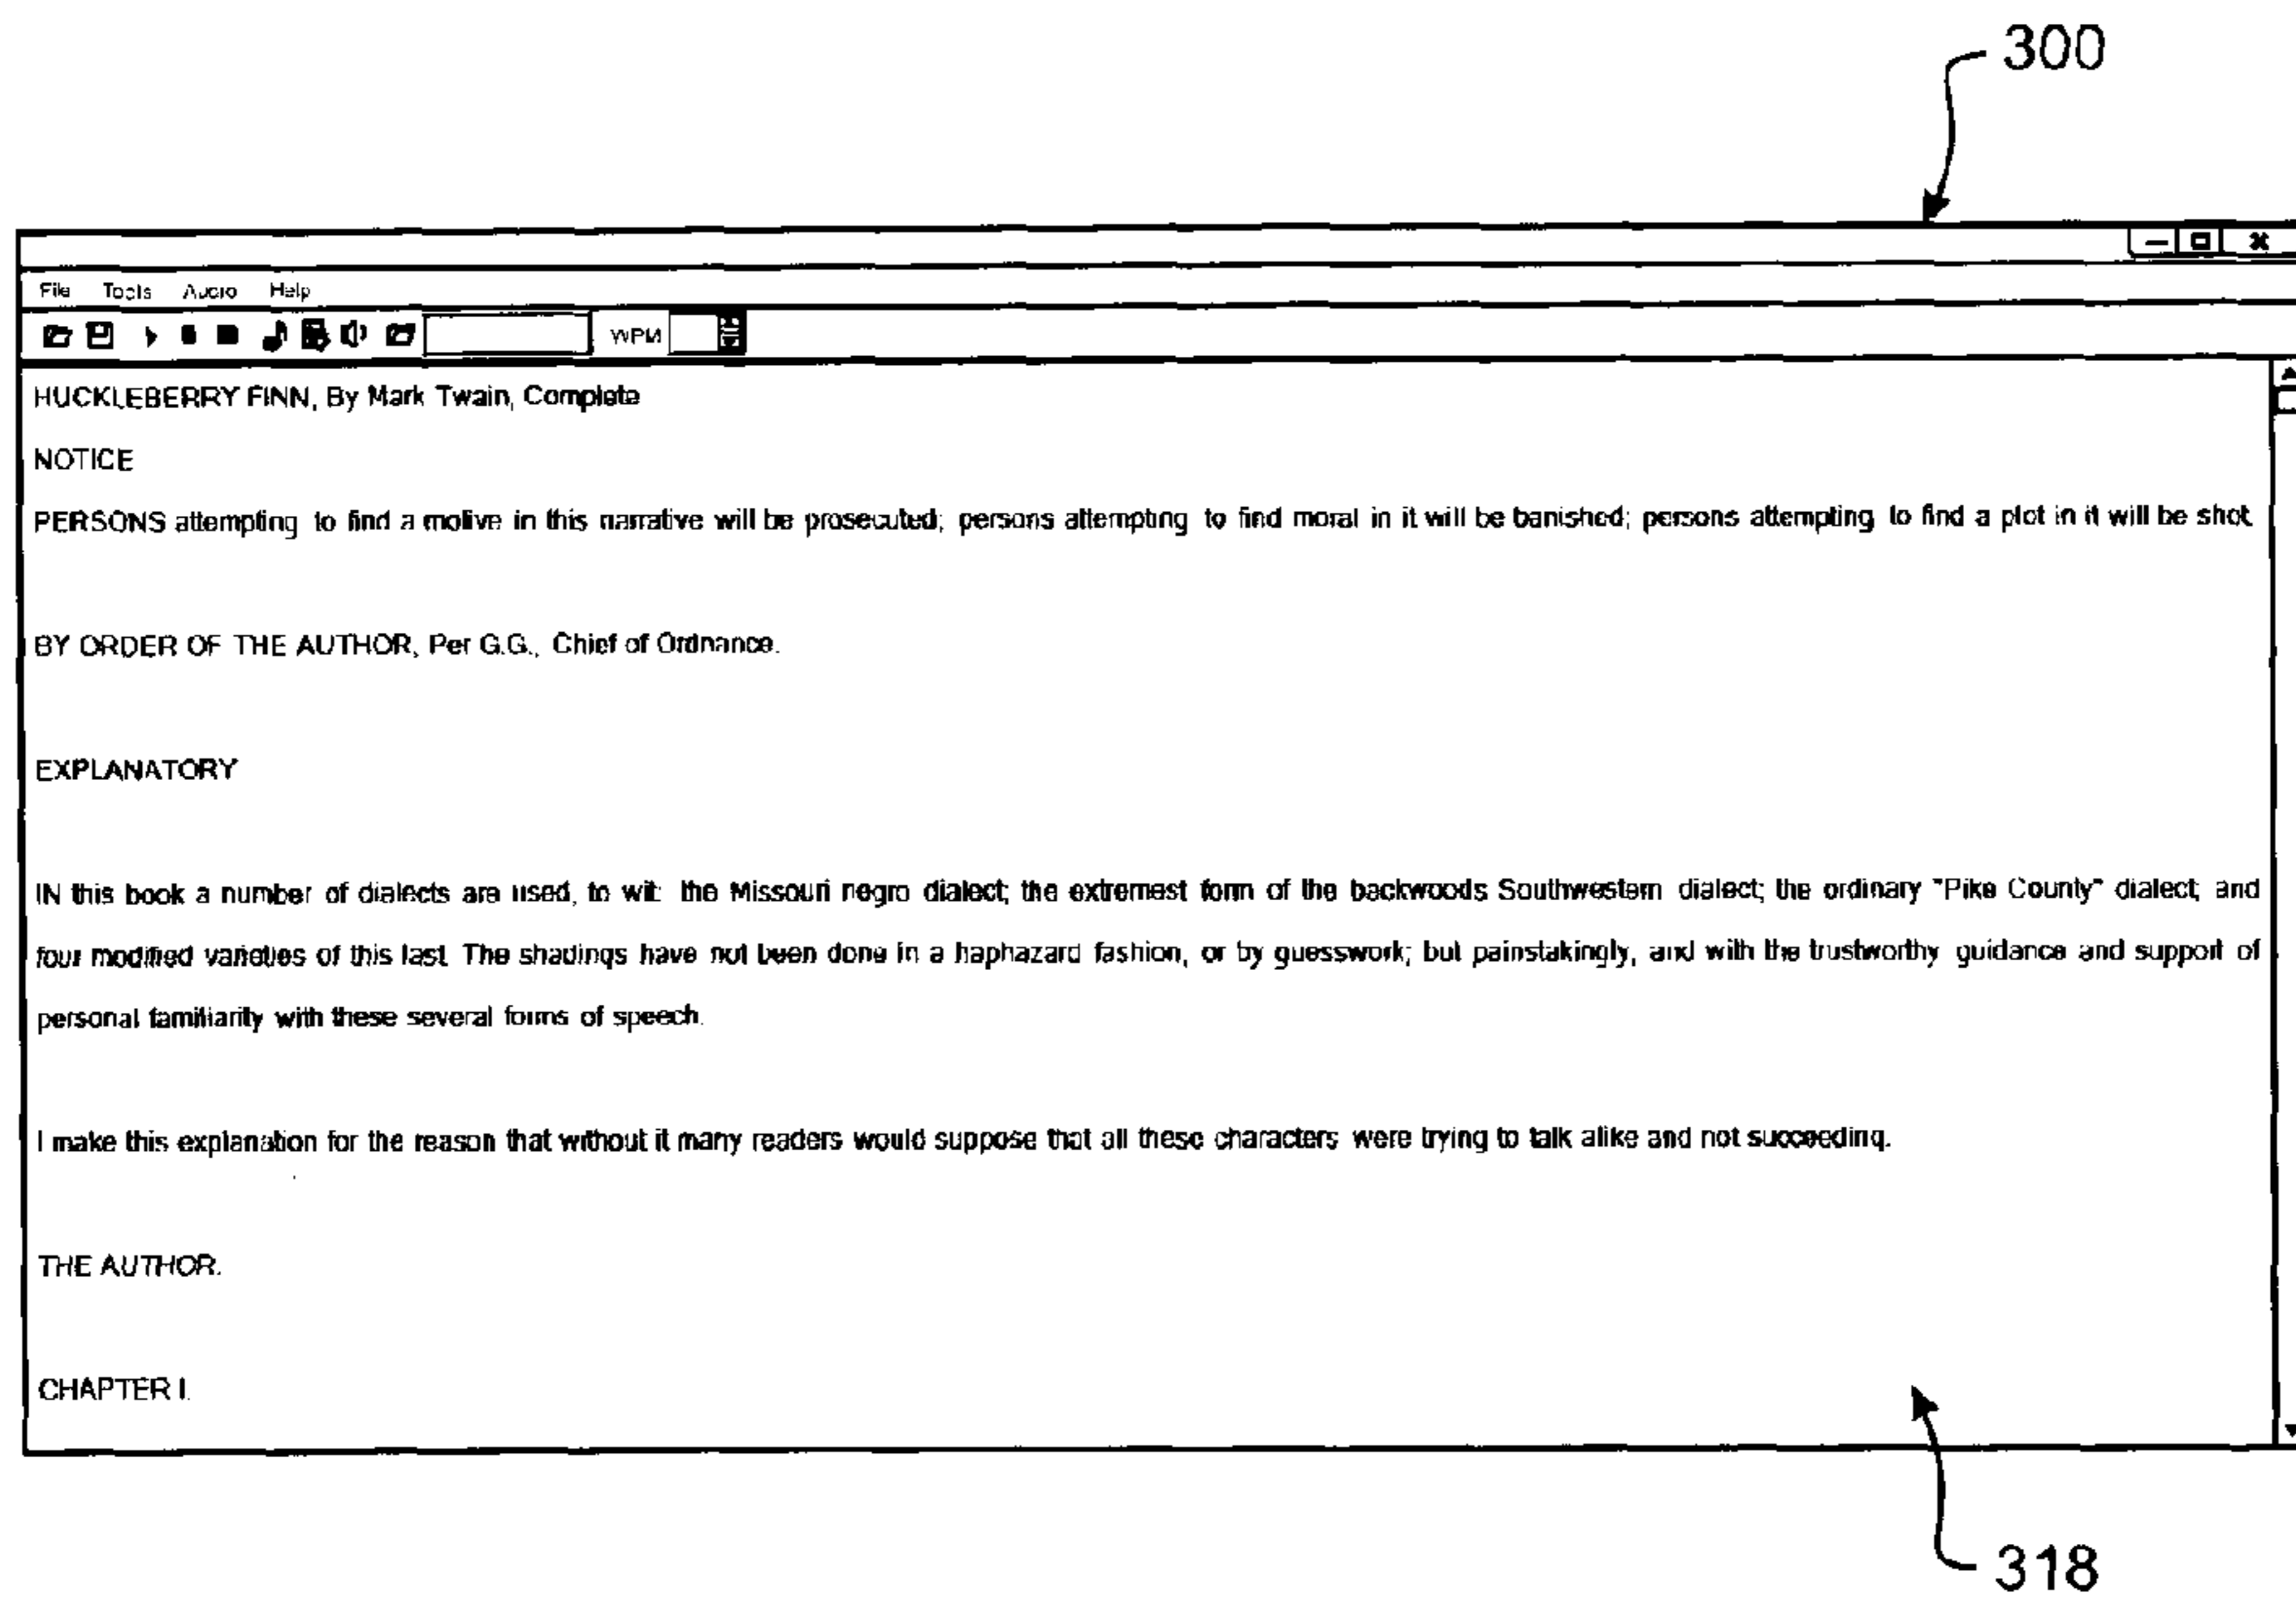 300
File Tools Audio Help
WPM
HUCKLEBERRY FINN, By Mark Twain, Complete
NOTICE
PERSONS attempting to find a motive in this narrative will be prosecuted; persons attempting to find moral in it will be banished; persons attempting to find a plot in it will be shot.
BY ORDER OF THE AUTHOR, Per G.G., Chief of Ordnance.
EXPLANATORY
IN this book a number of dialects are used, to wit: the Missouri negro dialect; the extremest form of the backwoods Southwestern dialect; the ordinary "Pike County" dialect; and
four modified varieties of this last. The shadings have not been done in a haphazard fashion, or by guesswork; but painstakingly, and with the trustworthy guidance and support of
personal familiarity with these several forms of speech.
I make this explanation for the reason that without it many readers would suppose that all these characters were trying to talk alike and not succeeding.
THE AUTHOR.
CHAPTER I.
318